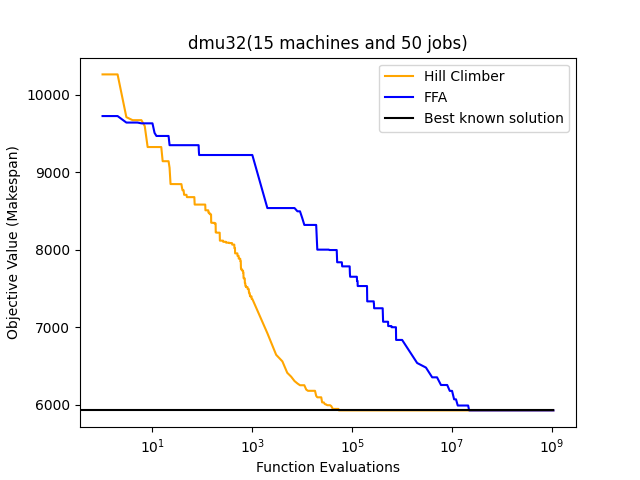 dmu32(15 machines and 50 jobs)
Hill Climber
FFA
Best known solution
Objective Value (Makespan)
10000
9000
8000
7000
6000
10^1
10^3
10^5
10^7
10^9
Function Evaluations